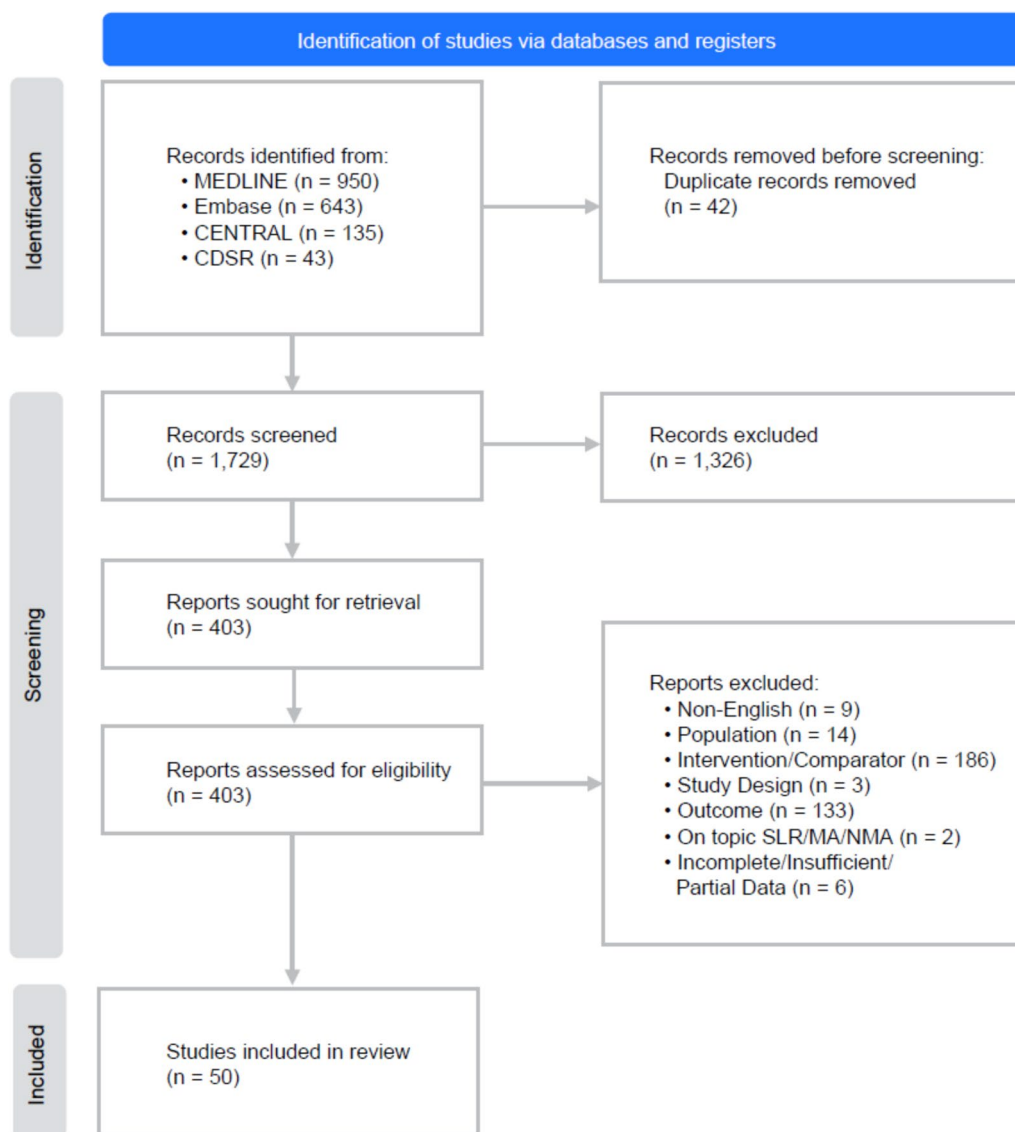 Identification of studies via databases and registers
Identification
Records identified from:
• MEDLINE (n = 950)
• Embase (n = 643)
• CENTRAL (n = 135)
• CDSR (n = 43)
Records removed before screening:
Duplicate records removed
(n = 42)
Screening
Records screened
(n = 1,729)
Records excluded
(n = 1,326)
Reports sought for retrieval
(n = 403)
Reports assessed for eligibility
(n = 403)
Reports excluded:
• Non-English (n = 9)
• Population (n = 14)
• Intervention/Comparator (n = 186)
• Study Design (n = 3)
• Outcome (n = 133)
• On topic SLR/MA/NMA (n = 2)
• Incomplete/Insufficient/
Partial Data (n = 6)
Included
Studies included in review
(n = 50)